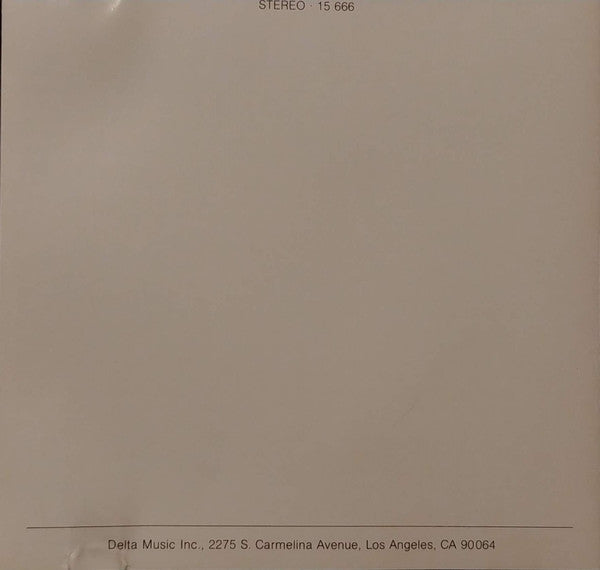 STEREO · 15 666
Delta Music Inc., 2275 S. Carmelina Avenue, Los Angeles, CA 90064